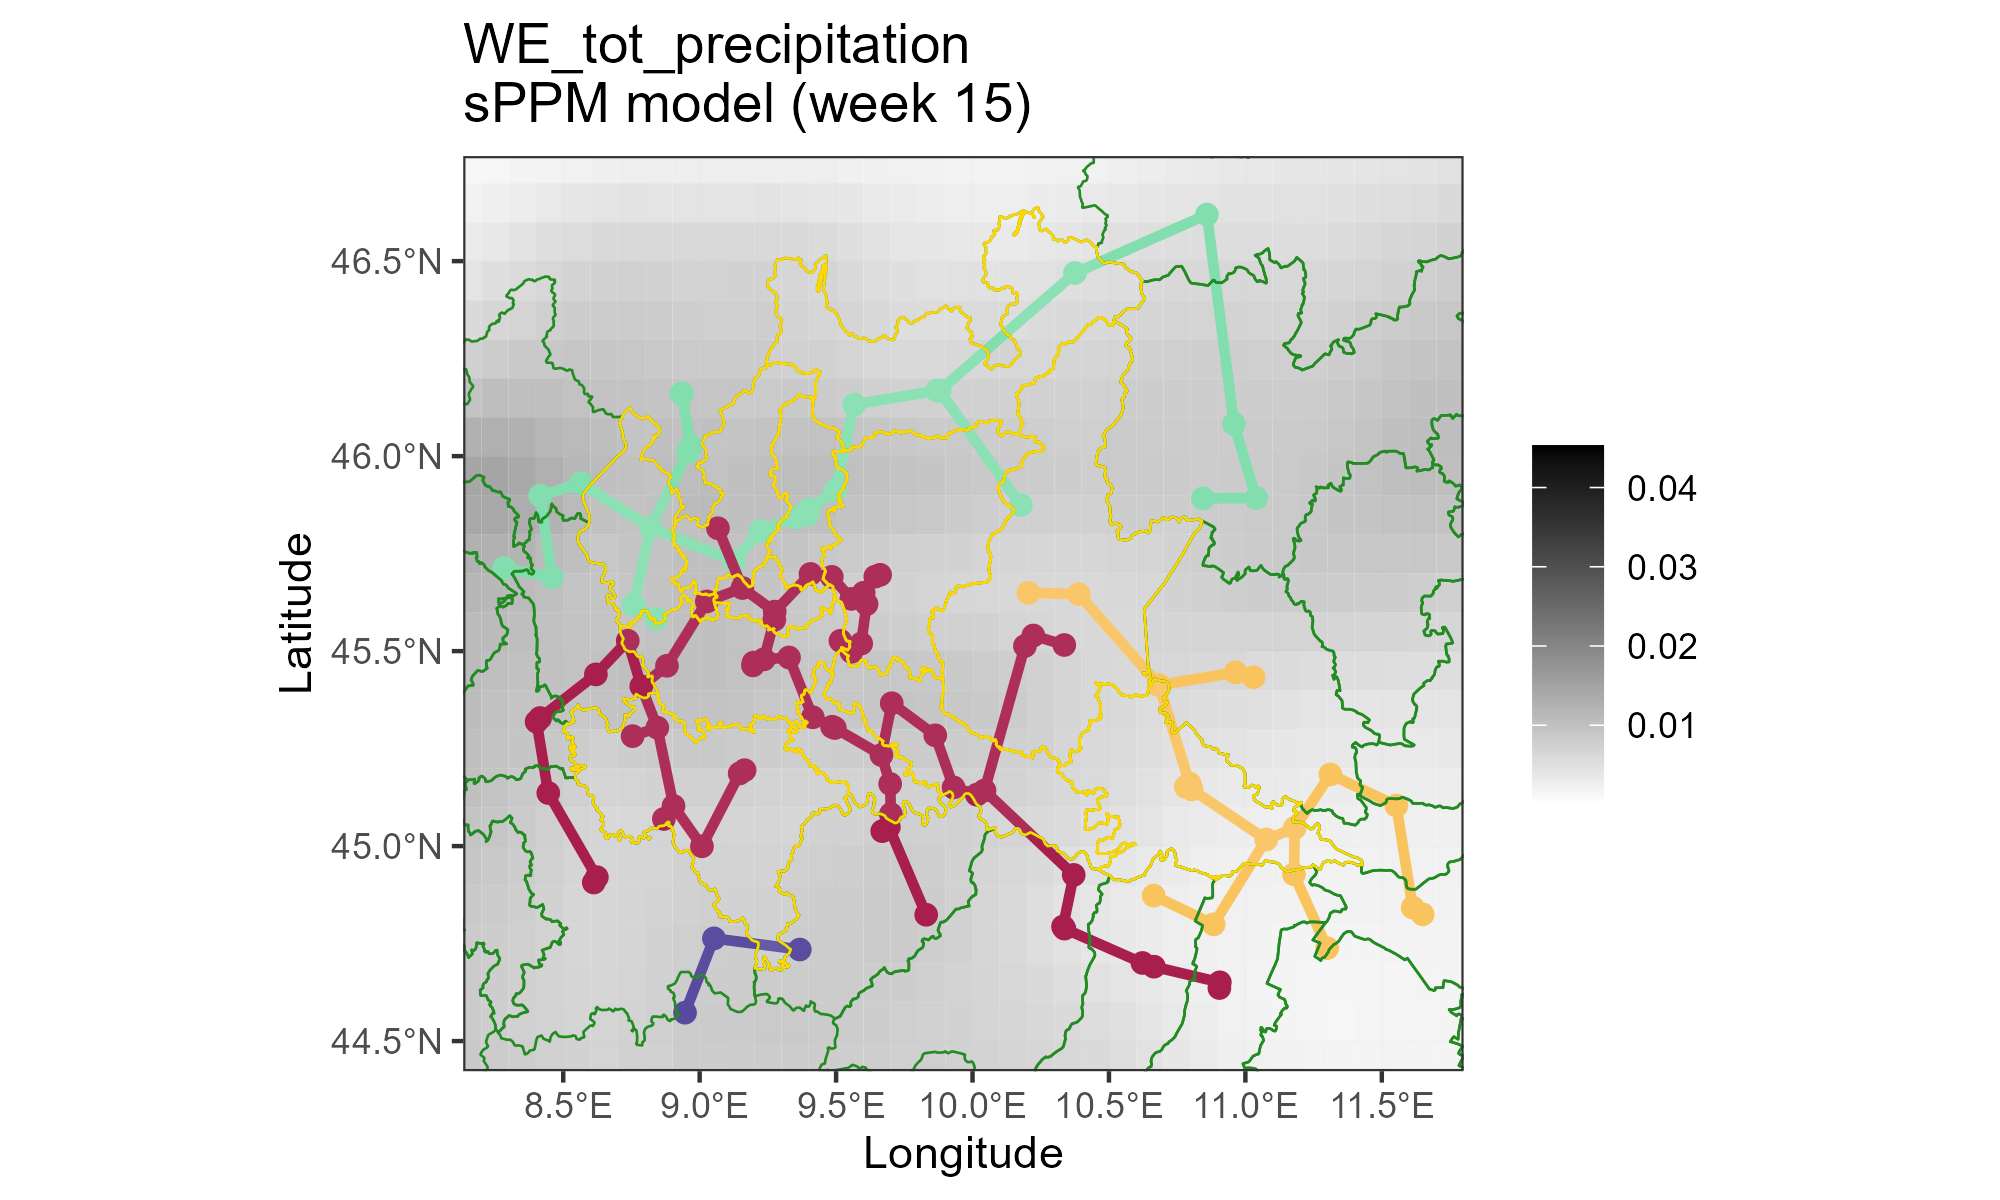 WE_tot_precipitation
sPPM model (week 15)
46.5°N
46.0°N
45.5°N
45.0°N
44.5°N
Latitude
8.5°E 9.0°E 9.5°E 10.0°E 10.5°E 11.0°E 11.5°E
Longitude
0.04
0.03
0.02
0.01